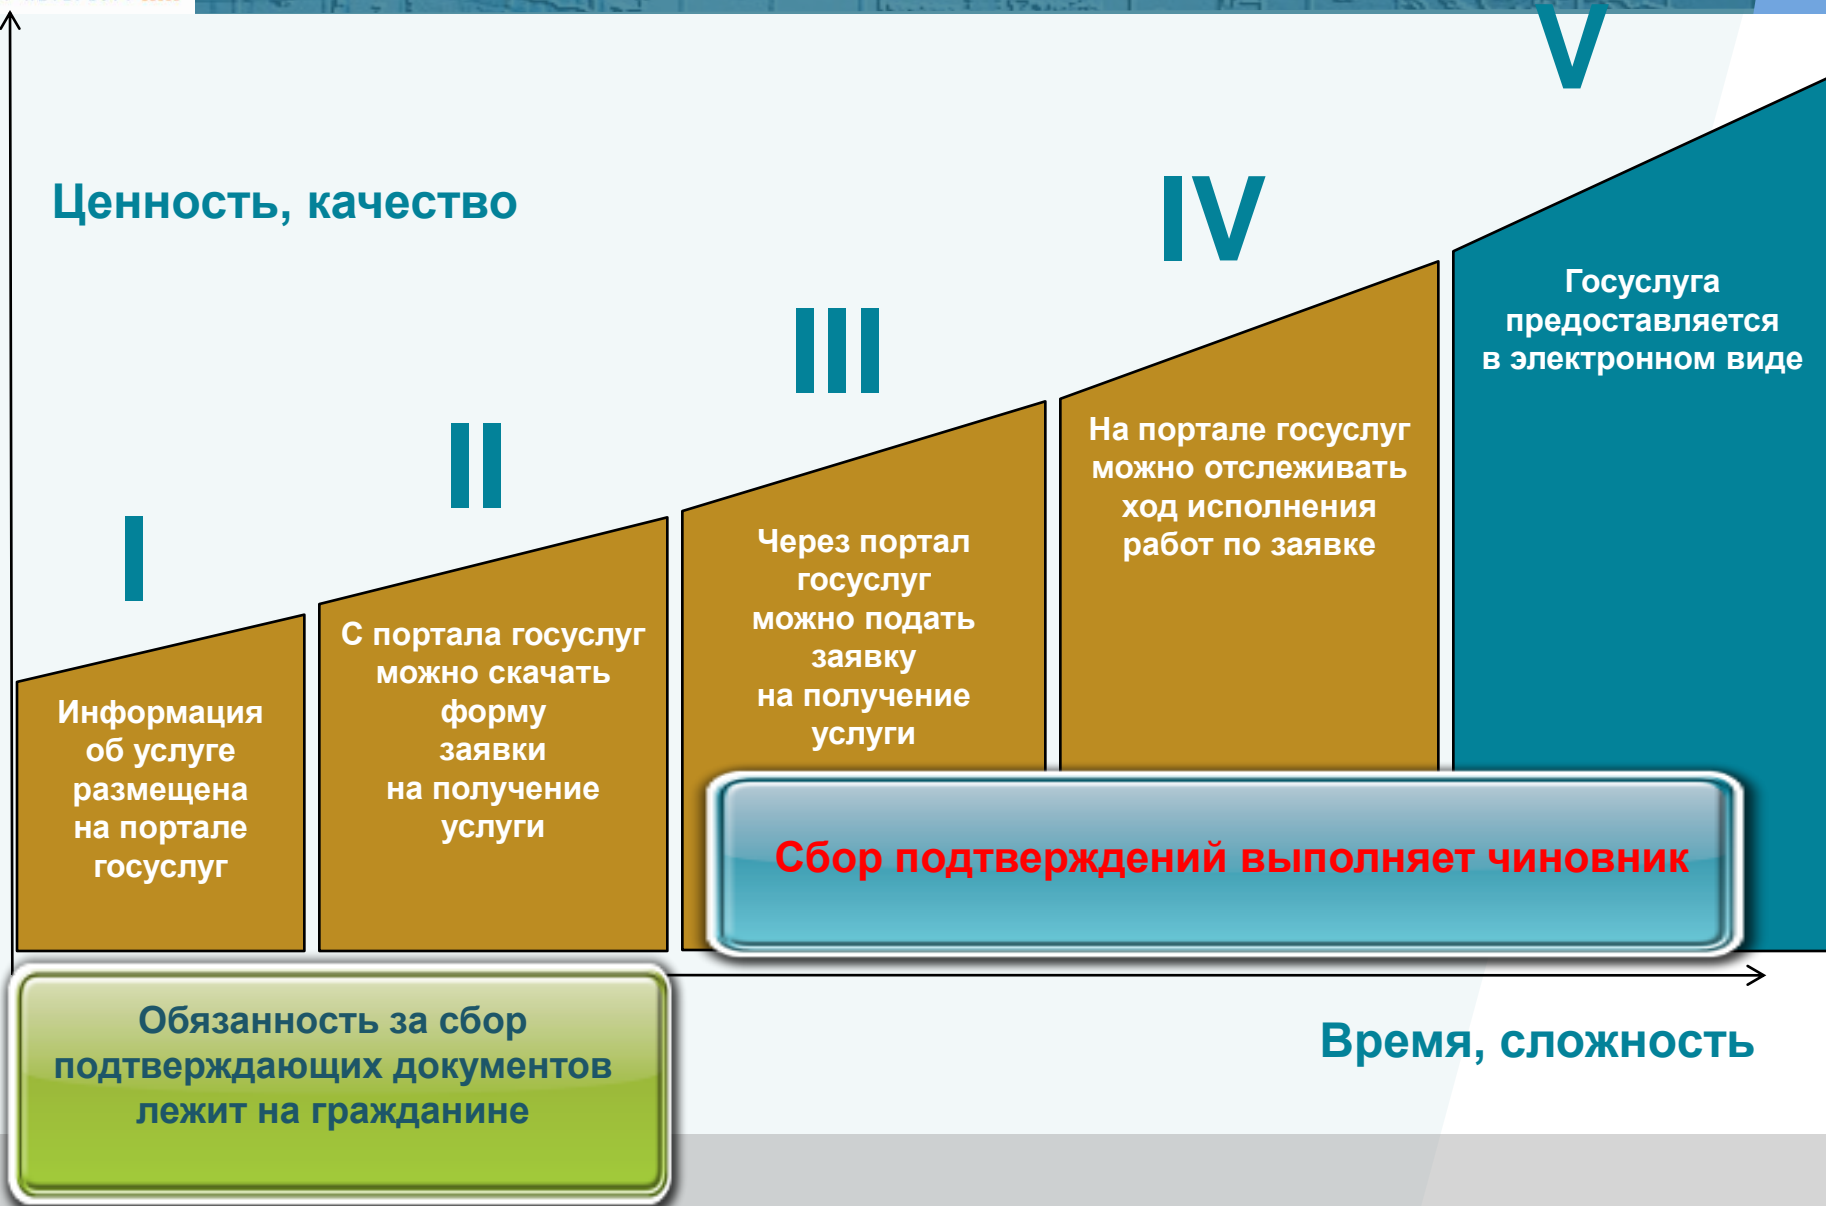 V
Ценность, качество
IV
III
II
I
Госуслуга
предоставляется
в электронном виде
На портале госуслуг
можно отслеживать
ход исполнения
работ по заявке
Через портал
госуслуг
можно подать
заявку
на получение
услуги
С портала госуслуг
можно скачать
форму
заявки
на получение
услуги
Информация
об услуге
размещена
на портале
госуслуг
Сбор подтверждений выполняет чиновник
Обязанность за сбор
подтверждающих документов
лежит на гражданине
Время, сложность